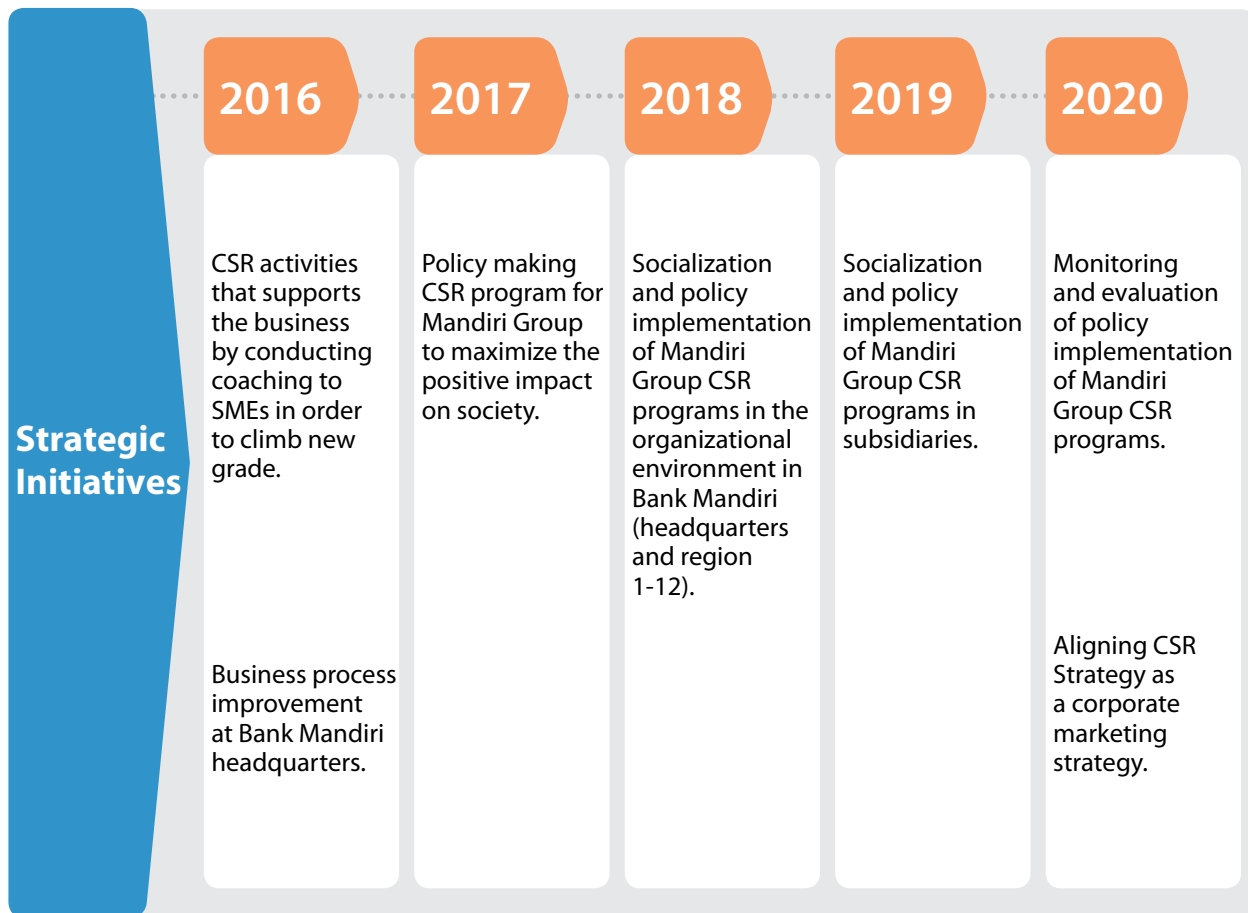 Strategic
Initiatives
2016
CSR activities
that supports
the business
by conducting
coaching to
SMEs in order
to climb new
grade.
Business process
improvement
at Bank Mandiri
headquarters.
2017
Policy making
CSR program for
Mandiri Group
to maximize the
positive impact
on society.
2018
Socialization
and policy
implementation
of Mandiri
Group CSR
programs in the
organizational
environment in
Bank Mandiri
(headquarters
and region
1-12).
2019
Socialization
and policy
implementation
of Mandiri
Group CSR
programs in
subsidiaries.
2020
Monitoring
and evaluation
of policy
implementation
of Mandiri
Group CSR
programs.
Aligning CSR
Strategy as
a corporate
marketing
strategy.